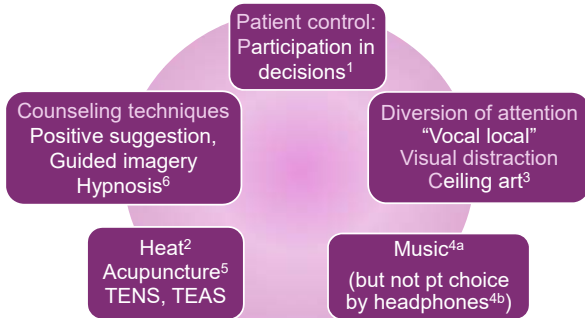 Patient control:
Participation in
decisions¹
Counseling techniques
Positive suggestion,
Guided imagery
Hypnosis⁶
Diversion of attention
“Vocal local”
Visual distraction
Ceiling art³
Heat²
Acupuncture⁵
TENS, TEAS
Music⁴ᵃ
(but not pt choice
by headphones⁴ᵇ)